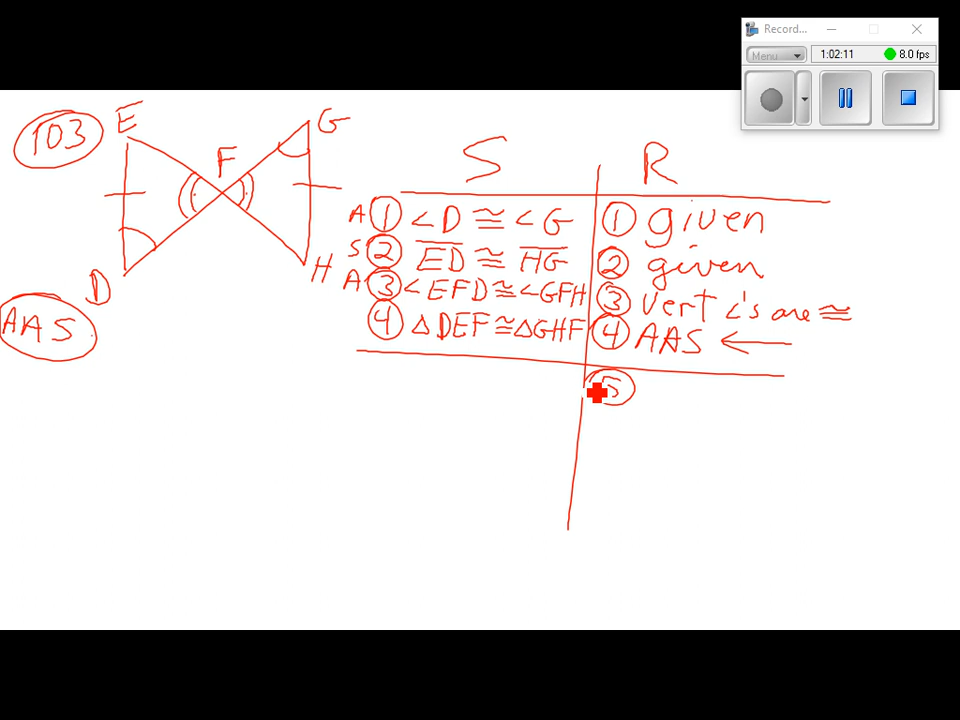 Record...
Menu 1:02:11 8.0 fps
103
E
G
F
D
H
AAS
S R
A ① ∠D ≅ ∠G ① given
S ② ED ≅ HG ② given
A ③ ∠EFD ≅ ∠GFH ③ Vert ∠'s are ≅
④ △DEF ≅ △GHF ④ AAS ←
⑤